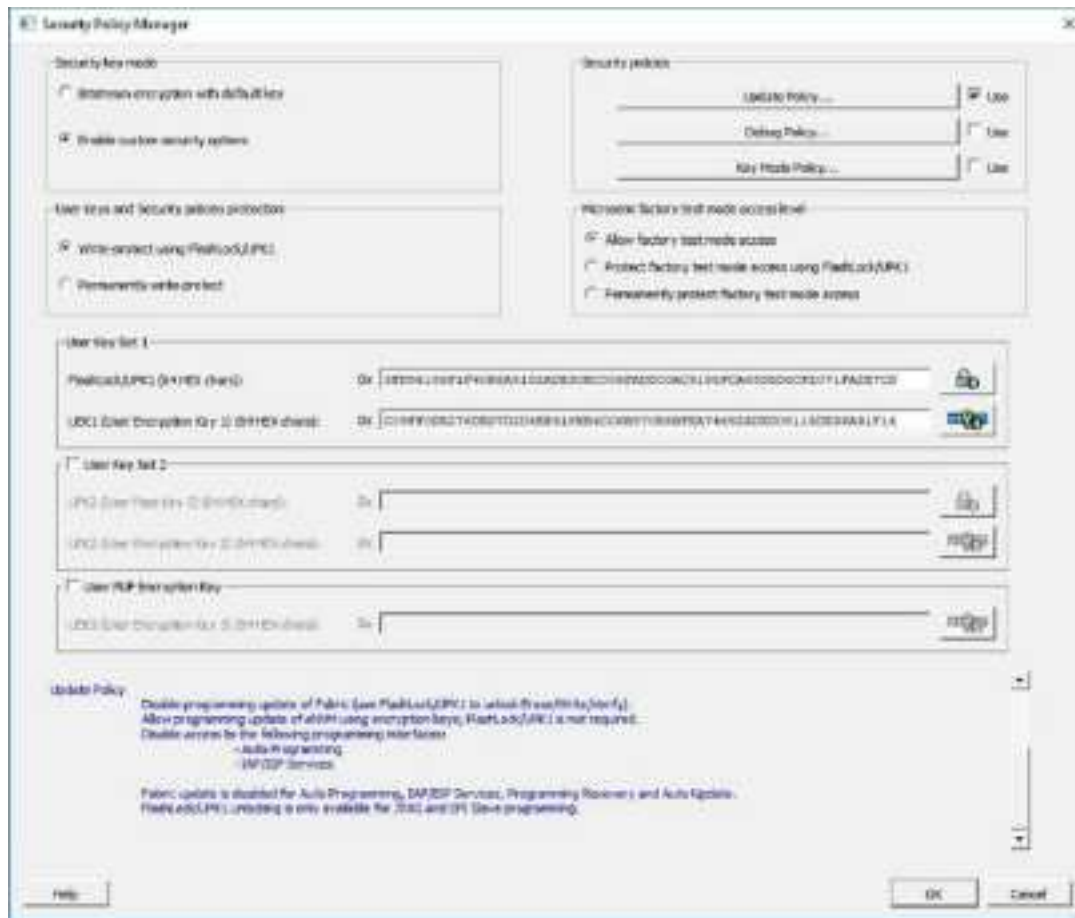 Security Policy Manager
Security key mode
Bitstream encryption with default key
Enable custom security options
Security policies
Update Policy...
Use
Debug Policy...
Use
Key Mode Policy...
Use
User keys and Security policies protection
Write-protect using FlashLock/UPK1
Permanently write-protect
Microsemi factory test mode access level
Allow factory test mode access
Protect factory test mode access using FlashLock/UPK1
Permanently protect factory test mode access
User Key Set 1
FlashLock/UPK1 (64 HEX chars):
0x
UEK1 (User Encryption Key 1) (64 HEX chars):
0x
User Key Set 2
UPK2 (User Pass Key 2) (64 HEX chars):
0x
UEK2 (User Encryption Key 2) (64 HEX chars):
0x
User PUF Encryption Key
UEK3 (User Encryption Key 3) (64 HEX chars):
0x
Update Policy
Disable programming update of Fabric (use FlashLock/UPK1 to unlock Erase/Write/Verify).
Allow programming update of eNVM using encryption keys; FlashLock/UPK1 is not required.
Disable access to the following programming interfaces:
-Auto Programming
-IAP/ISP Services
Fabric update is disabled for Auto Programming, IAP/ISP Services, Programming Recovery and Auto Update.
FlashLock/UPK1 unlocking is only available for JTAG and SPI Slave programming.
Help
OK
Cancel